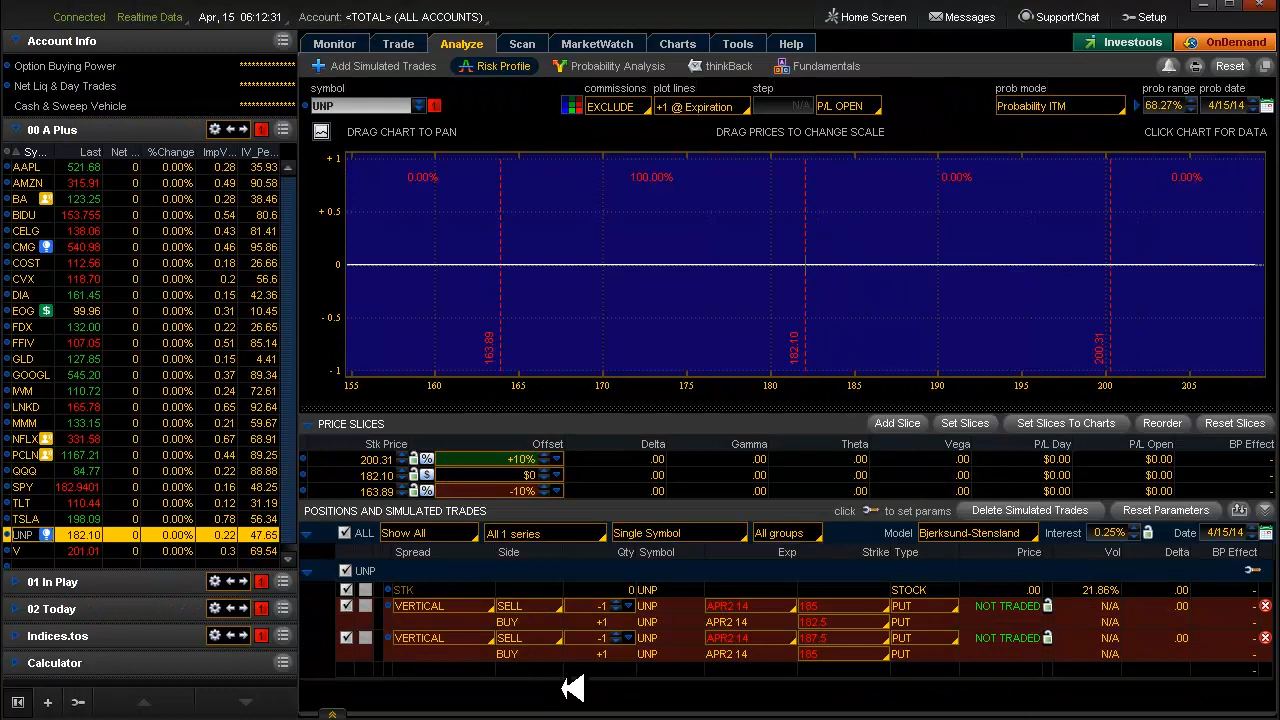 Connected Realtime Data Apr, 15 06:12:31 Account: <TOTAL> (ALL ACCOUNTS) Home Screen Messages Support/Chat Setup
Account Info
Option Buying Power ***************
Net Liq & Day Trades ***************
Cash & Sweep Vehicle ***************
00 A Plus 1
Sy... Last Net ... %Change ImpV... IV_Pe...
AAPL 521.68 0 0.00% 0.28 35.93
AMZN 315.91 0 0.00% 0.49 90.58
BA 123.25 0 0.00% 0.28 38.46
BIDU 153.755 0 0.00% 0.54 80.6
CELG 138.06 0 0.00% 0.43 81.41
CMG 540.98 0 0.00% 0.46 95.86
COST 112.56 0 0.00% 0.18 26.66
CVX 118.70 0 0.00% 0.2 56.6
DIA 161.45 0 0.00% 0.15 42.36
EOG $ 99.96 0 0.00% 0.31 10.45
FDX 132.00 0 0.00% 0.22 26.65
FFIV 107.05 0 0.00% 0.51 85.14
GLD 127.85 0 0.00% 0.15 4.41
GOOGL 545.20 0 0.00% 0.37 89.34
IWM 110.72 0 0.00% 0.24 72.61
LNKD 165.78 0 0.00% 0.65 92.64
MMM 133.15 0 0.00% 0.21 59.67
NFLX 331.58 0 0.00% 0.67 68.91
PCLN 1167.21 0 0.00% 0.44 89.25
QQQ 84.77 0 0.00% 0.22 88.88
SPY 182.9401 0 0.00% 0.16 48.25
TLT 110.44 0 0.00% 0.12 31.19
TSLA 198.09 0 0.00% 0.78 56.34
UNP 182.10 0 0.00% 0.22 47.65
V 201.01 0 0.00% 0.3 69.54
01 In Play 1
02 Today 1
Indices.tos 1
Calculator
Monitor Trade Analyze Scan MarketWatch Charts Tools Help Investools OnDemand
Add Simulated Trades Risk Profile Probability Analysis thinkBack Fundamentals Reset
symbol commissions plot lines step prob mode prob range prob date
UNP 1 EXCLUDE +1 @ Expiration N/A P/L OPEN Probability ITM 68.27% 4/15/14
DRAG CHART TO PAN DRAG PRICES TO CHANGE SCALE CLICK CHART FOR DATA
+ 1
0.00% 100.00% 0.00% 0.00%
+ 0.5
0
- 0.5
163.89 182.10 200.31
- 1
155 160 165 170 175 180 185 190 195 200 205
PRICE SLICES Add Slice Set Slices Set Slices To Charts Reorder Reset Slices
Stk Price Offset Delta Gamma Theta Vega P/L Day P/L Open BP Effect
200.31 % +10% .00 .00 .00 .00 $0.00 $0.00 -
182.10 $ $0 .00 .00 .00 .00 $0.00 $0.00 -
163.89 % -10% .00 .00 .00 .00 $0.00 $0.00 -
POSITIONS AND SIMULATED TRADES click to set params Delete Simulated Trades Reset Parameters
ALL Show All All 1 series Single Symbol All groups Model Bjerksund-Stensland Interest 0.25% Date 4/15/14
Spread Side Qty Symbol Exp Strike Type Price Vol Delta BP Effect
UNP
STK 0 UNP STOCK .00 21.86% .00 -
VERTICAL SELL -1 UNP APR2 14 185 PUT NOT TRADED N/A .00 -
BUY +1 UNP APR2 14 182.5 PUT N/A -
VERTICAL SELL -1 UNP APR2 14 187.5 PUT NOT TRADED N/A .00 -
BUY +1 UNP APR2 14 185 PUT N/A -